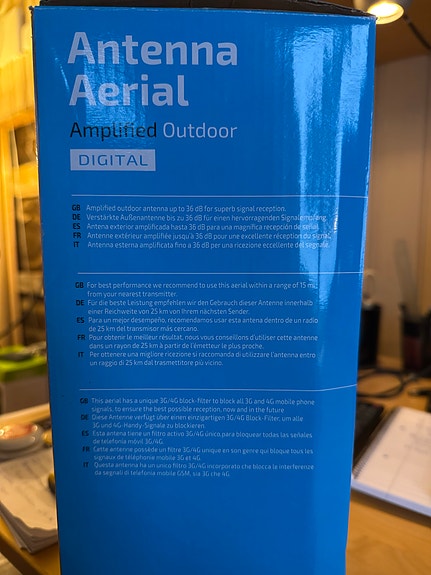 Antenna
Aerial
Amplified Outdoor
DIGITAL
GB Amplified outdoor antenna up to 36 dB for superb signal reception.
DE Verstärkte Außenantenne bis zu 36 dB für einen hervorragenden Signalempfang.
ES Antena exterior amplificada hasta 36 dB para una magnífica recepción de señal.
FR Antenne extérieur amplifiée jusqu'à 36 dB pour une excellente réception du signal.
IT Antenna esterna amplificata fino a 36 dB per una ricezione eccellente del segnale.
GB For best performance we recommend to use this aerial within a range of 15 mi
from your nearest transmitter.
DE Für die beste Leistung empfehlen wir den Gebrauch dieser Antenne innerhalb
einer Reichweite von 25 km von Ihrem nächsten Sender.
ES Para un mejor desempeño, recomendamos usar esta antena dentro de un radio
de 25 km del transmisor más cercano.
FR Pour obtenir le meilleur résultat, nous vous conseillons d'utiliser cette antenne
dans un rayon de 25 km à partir de l'émetteur le plus proche.
IT Per ottenere una migliore ricezione si raccomanda di utilizzare l'antenna entro
un raggio di 25 km dal trasmettitore più vicino.
GB This aerial has a unique 3G/4G block-filter to block all 3G and 4G mobile phone
signals, to ensure the best possible reception, now and in the future
GB Diese Antenne verfügt über einen einzigartigen 3G/4G Block-Filter, um alle
3G und 4G-Handy-Signale zu blockieren.
ES Esta antena tiene un filtro activo 3G/4G único, para bloquear todas las señales
de telefonía móvil 3G/4G.
FR Cette antenne possède un filtre 3G/4G unique en son genre qui bloque tous les
signaux de téléphonie mobile 3G et 4G.
IT Questa antenna ha un unico filtro 3G/4G incorporato che blocca le interferenze
da segnali di telefonia mobile GSM, sia 3G che 4G.